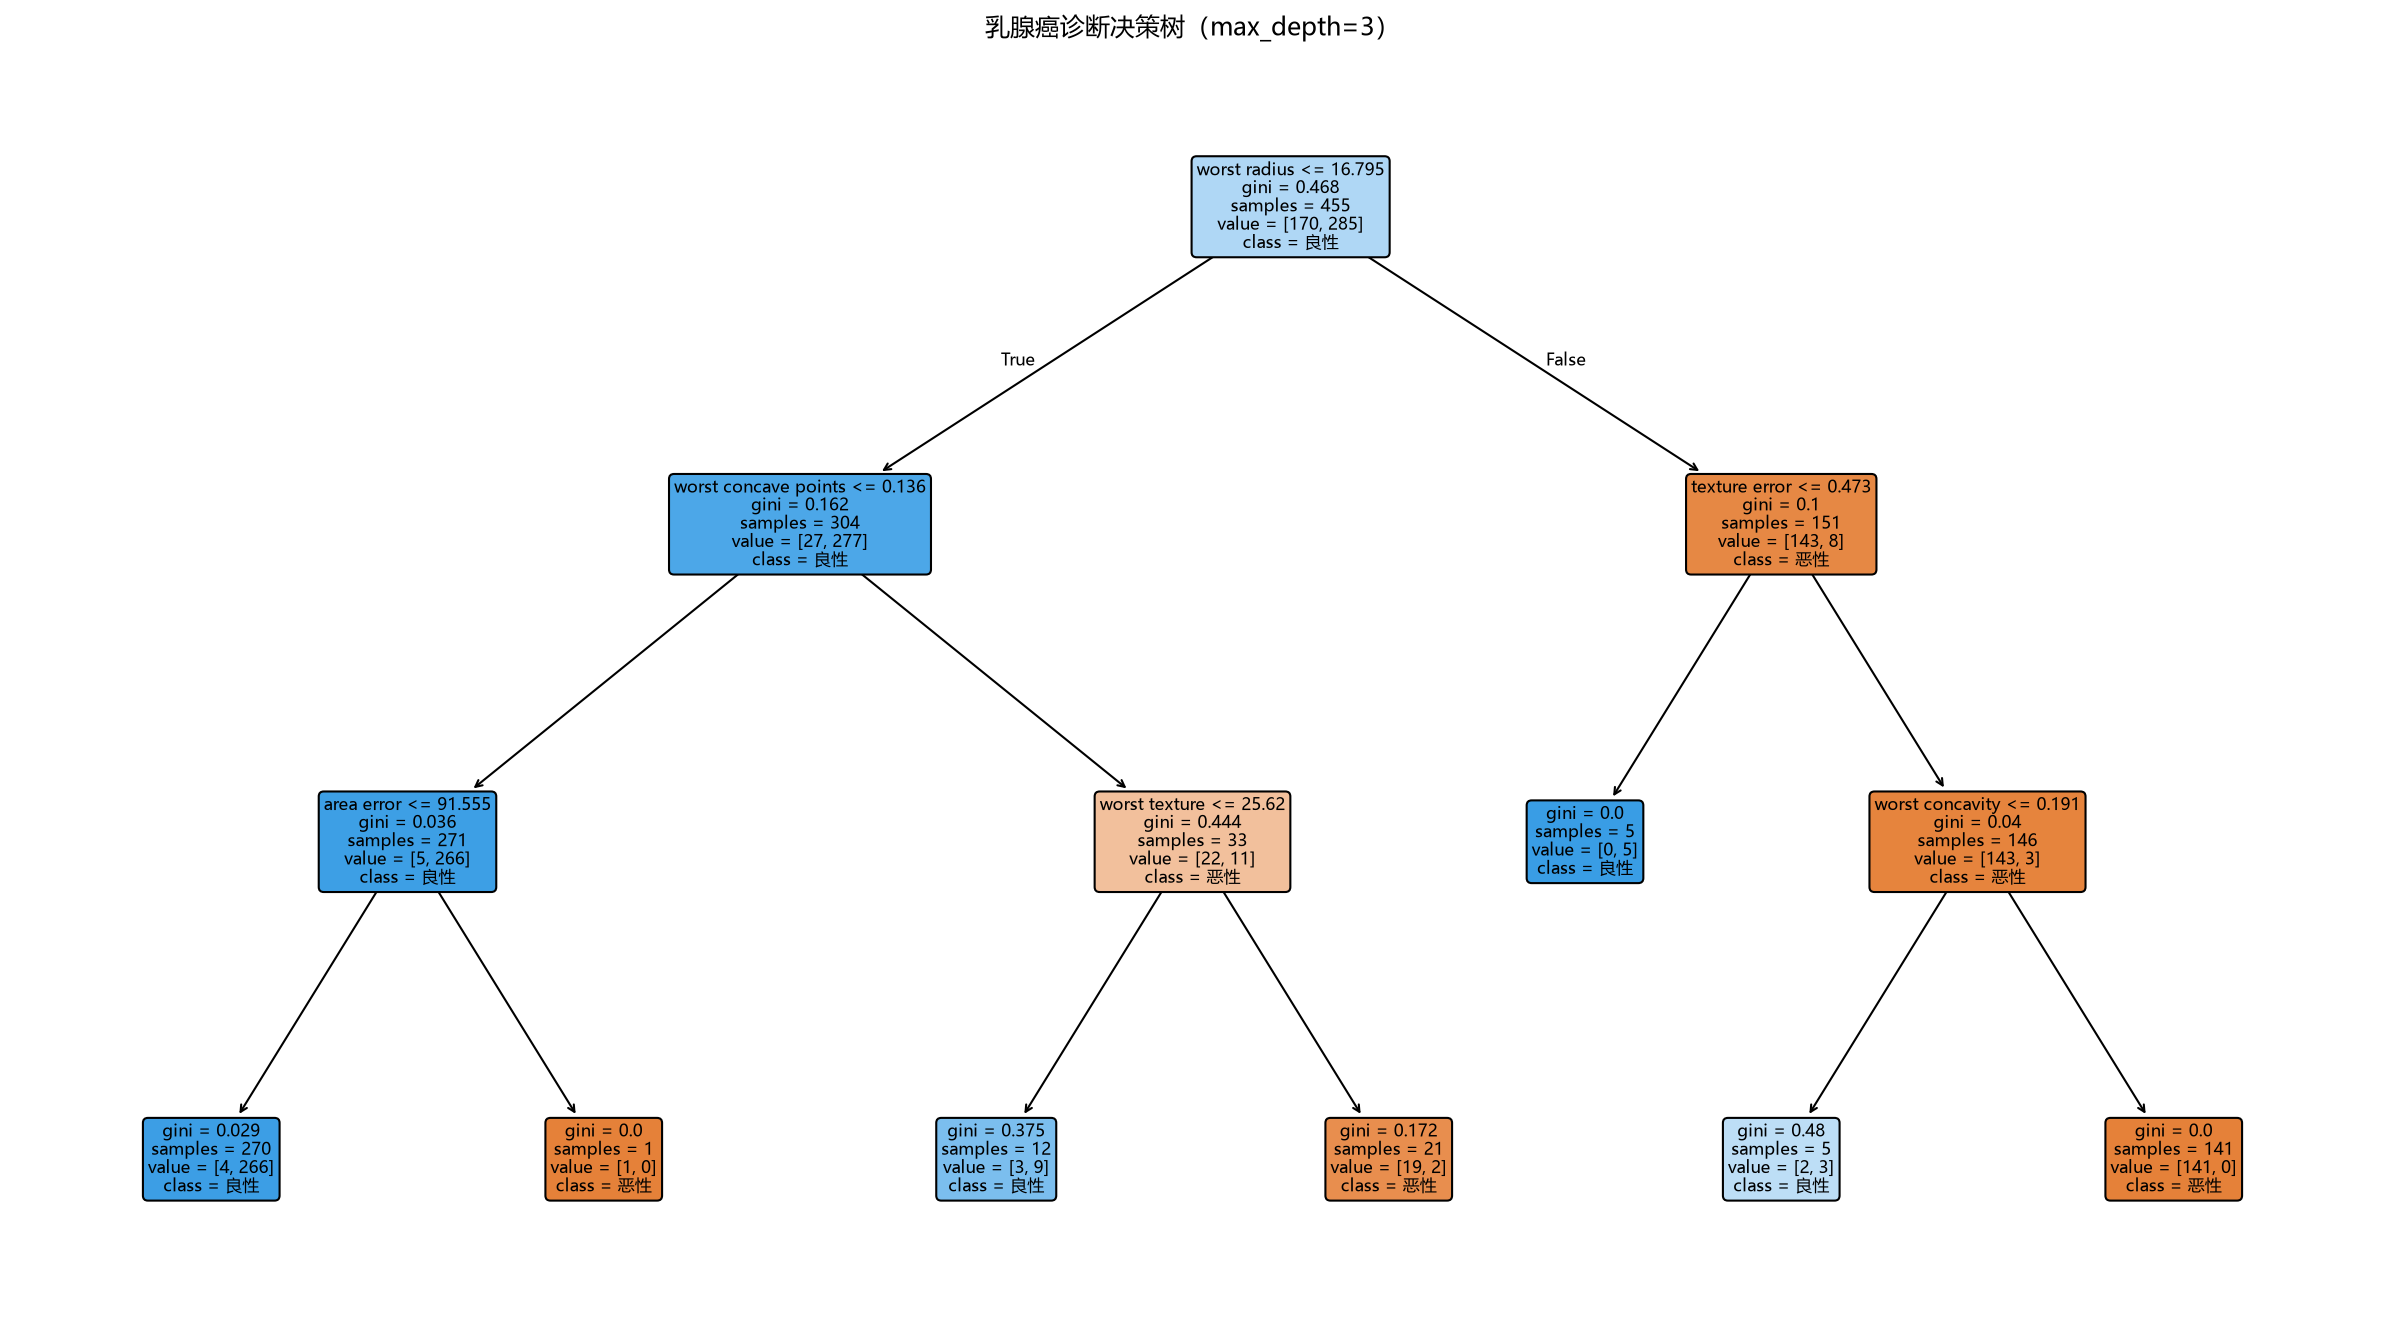 乳腺癌诊断决策树（max_depth=3）
worst radius <= 16.795
gini = 0.468
samples = 455
value = [170, 285]
class = 良性
True
False
worst concave points <= 0.136
gini = 0.162
samples = 304
value = [27, 277]
class = 良性
texture error <= 0.473
gini = 0.1
samples = 151
value = [143, 8]
class = 恶性
area error <= 91.555
gini = 0.036
samples = 271
value = [5, 266]
class = 良性
worst texture <= 25.62
gini = 0.444
samples = 33
value = [22, 11]
class = 恶性
gini = 0.0
samples = 5
value = [0, 5]
class = 良性
worst concavity <= 0.191
gini = 0.04
samples = 146
value = [143, 3]
class = 恶性
gini = 0.029
samples = 270
value = [4, 266]
class = 良性
gini = 0.0
samples = 1
value = [1, 0]
class = 恶性
gini = 0.375
samples = 12
value = [3, 9]
class = 良性
gini = 0.172
samples = 21
value = [19, 2]
class = 恶性
gini = 0.48
samples = 5
value = [2, 3]
class = 良性
gini = 0.0
samples = 141
value = [141, 0]
class = 恶性